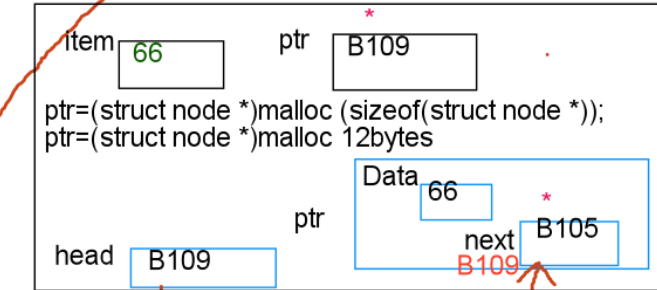 *
item 66 ptr B109
ptr=(struct node *)malloc (sizeof(struct node *));
ptr=(struct node *)malloc 12bytes
Data 66
*
ptr
next B105
B109
head B109